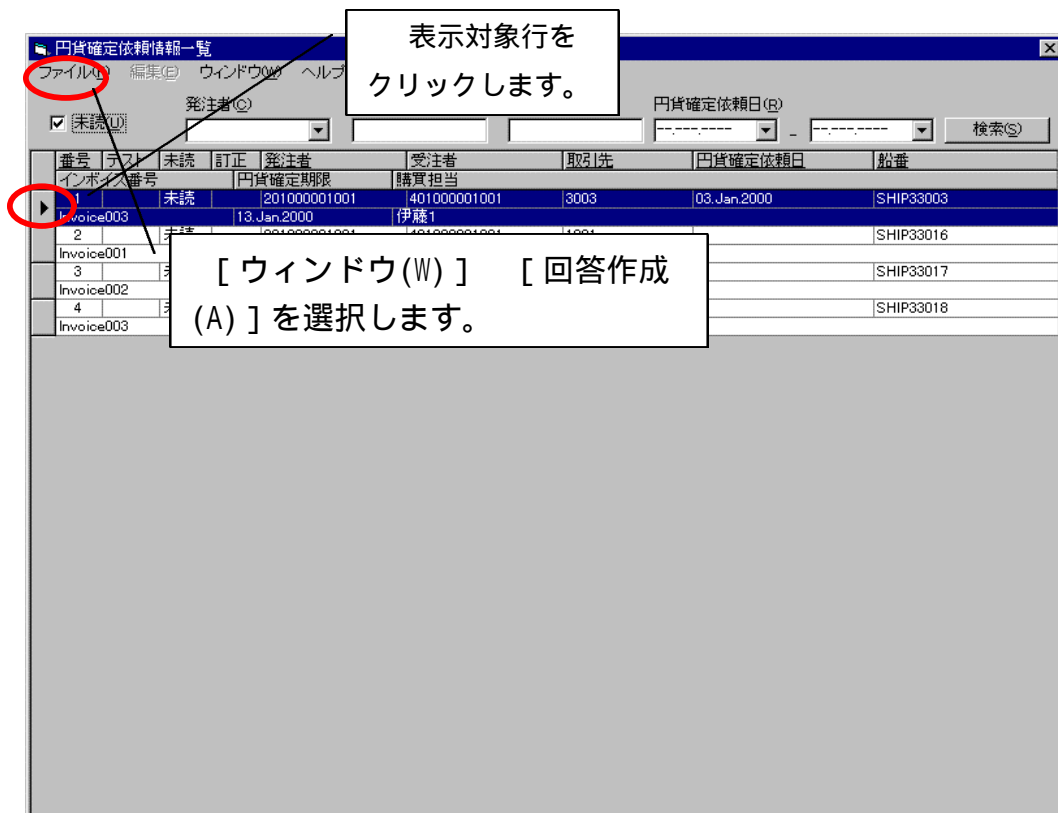 表示対象行を
クリックします。
円貨確定依頼情報一覧
ファイル 編集(E) ウィンドウ(W) ヘルプ
発注者(C) 円貨確定依頼日(R)
未読(U) --.---.---- - --.---.---- 検索(S)
番号 テスト 未読 訂正 発注者 受注者 取引先 円貨確定依頼日 船番
インボイス番号 円貨確定期限 購買担当
1 未読 201000001001 401000001001 3003 03.Jan.2000 SHIP33003
Invoice003 13.Jan.2000 伊藤1
2 SHIP33016
Invoice001
3 SHIP33017
Invoice002
4 SHIP33018
Invoice003
[ウィンドウ(W)] [回答作成
(A)]を選択します。